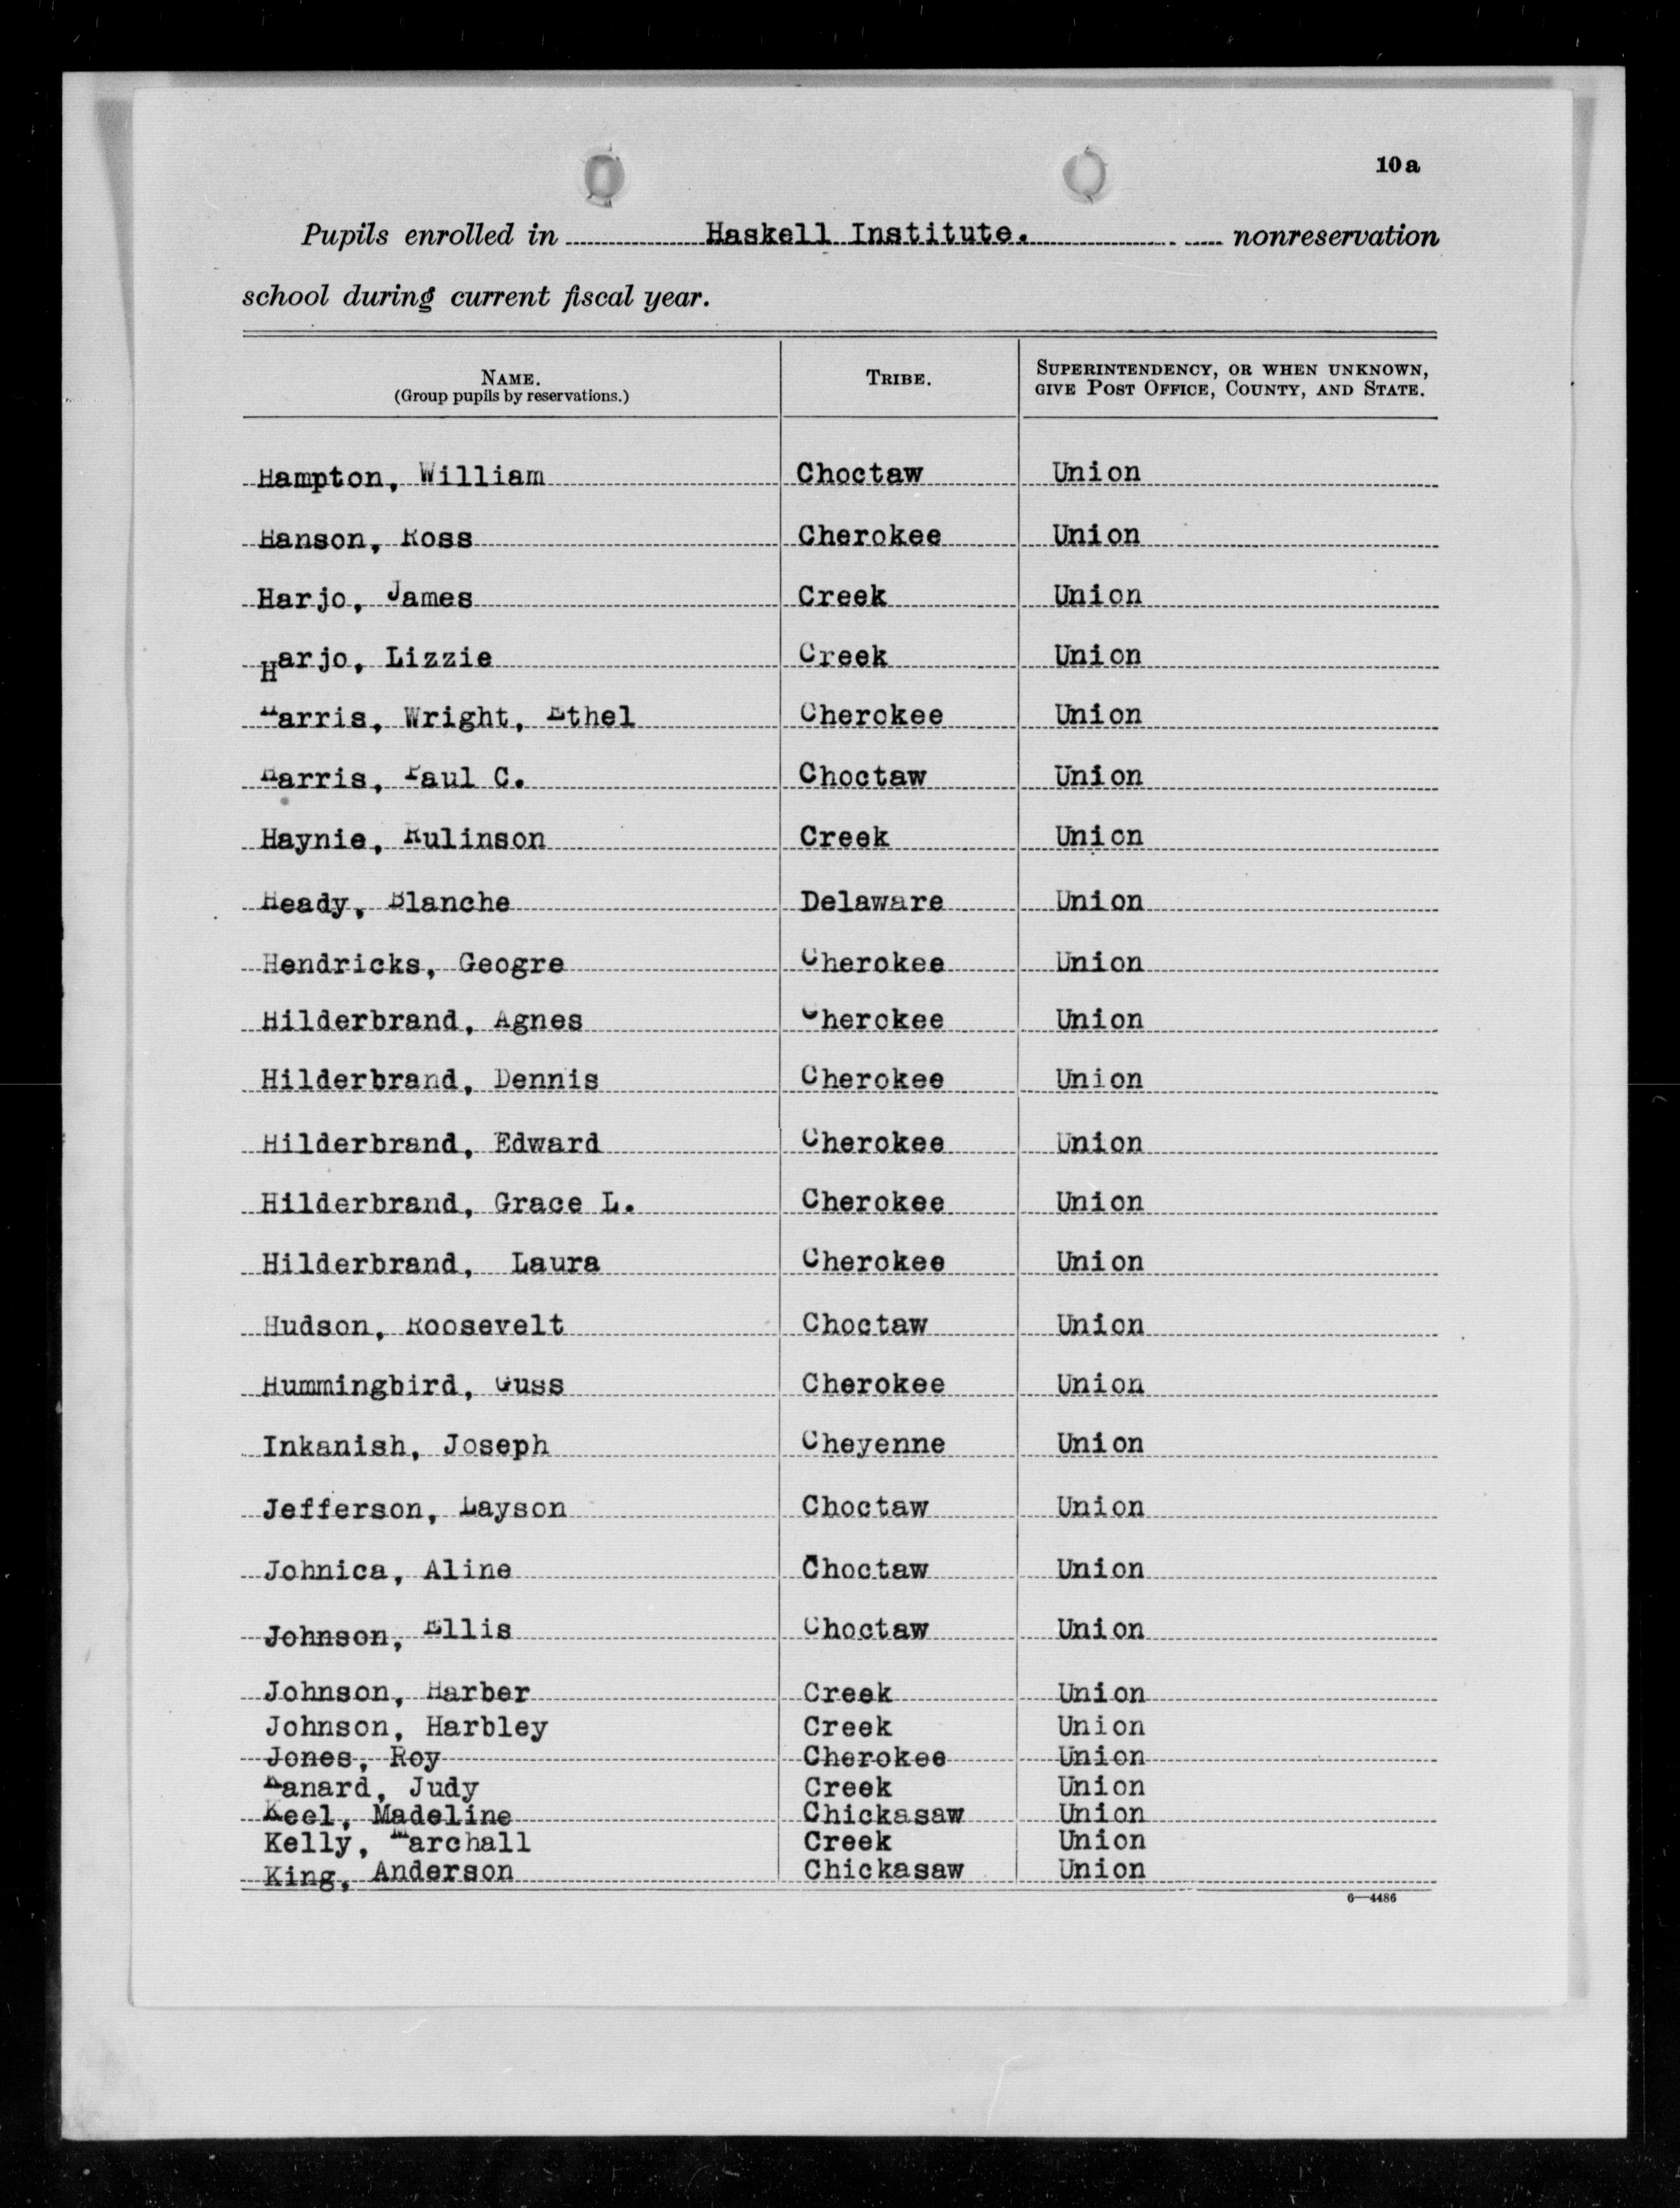 10a
Pupils enrolled in Haskell Institute. nonreservation
school during current fiscal year.
NAME. (Group pupils by reservations.) TRIBE. SUPERINTENDENCY, OR WHEN UNKNOWN, GIVE POST OFFICE, COUNTY, AND STATE.
Hampton, William Choctaw Union
Hanson, Ross Cherokee Union
Harjo, James Creek Union
Harjo, Lizzie Creek Union
Harris, Wright, Ethel Cherokee Union
Harris, Paul C. Choctaw Union
Haynie, Rulinson Creek Union
Heady, Blanche Delaware Union
Hendricks, Geogre Cherokee Union
Hilderbrand, Agnes Cherokee Union
Hilderbrand, Dennis Cherokee Union
Hilderbrand, Edward Cherokee Union
Hilderbrand, Grace L. Cherokee Union
Hilderbrand, Laura Cherokee Union
Hudson, Roosevelt Choctaw Union
Hummingbird, Guss Cherokee Union
Inkanish, Joseph Cheyenne Union
Jefferson, Layson Choctaw Union
Johnica, Aline Choctaw Union
Johnson, Ellis Choctaw Union
Johnson, Harber Creek Union
Johnson, Harbley Creek Union
Jones, Roy Cherokee Union
Kanard, Judy Creek Union
Keel, Madeline Chickasaw Union
Kelly, Marchall Creek Union
King, Anderson Chickasaw Union
6—4486